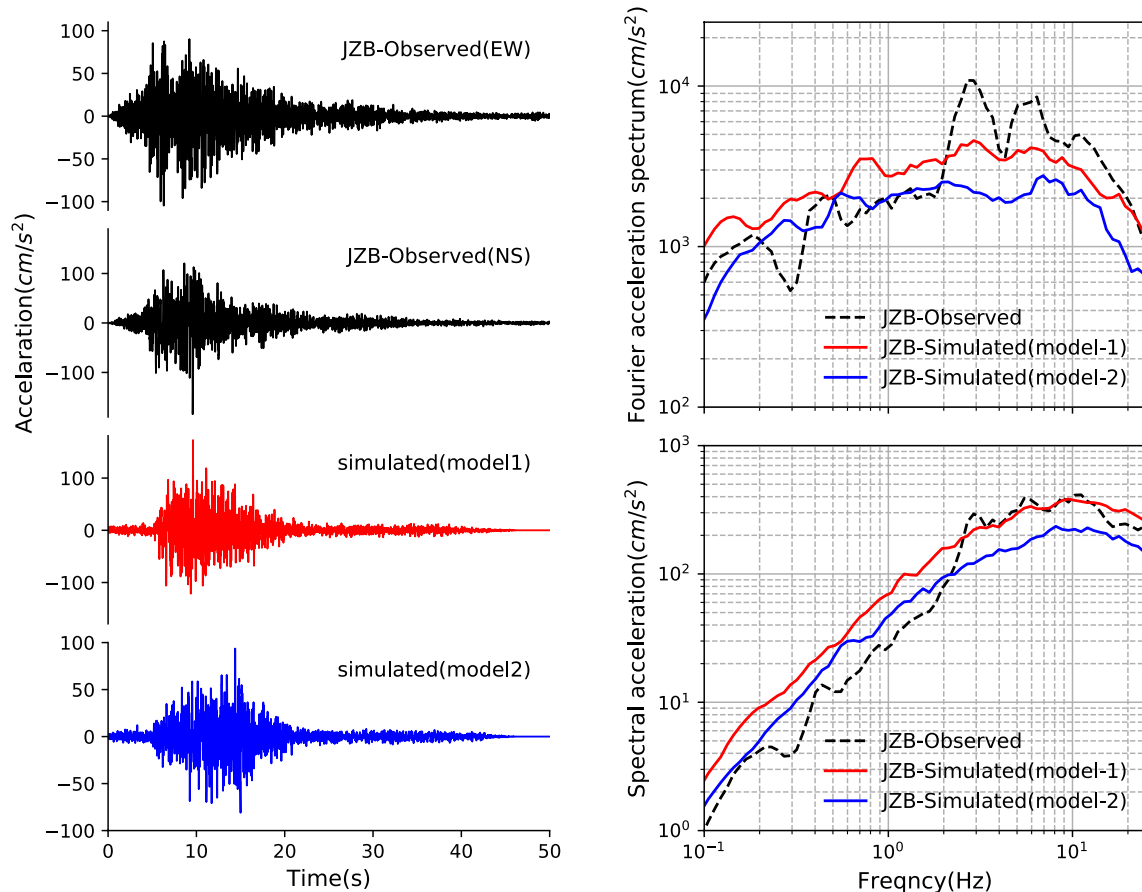 Accelaration(cm/s²)
100
50
0
−50
−100
JZB-Observed(EW)
100
0
−100
JZB-Observed(NS)
100
0
−100
simulated(model1)
100
50
0
−50
−100
simulated(model2)
0 10 20 30 40 50
Time(s)
Fourier acceleration spectrum(cm/s²)
10⁴
10³
10²
JZB-Observed
JZB-Simulated(model-1)
JZB-Simulated(model-2)
Spectral acceleration(cm/s²)
10³
10²
10¹
10⁰
JZB-Observed
JZB-Simulated(model-1)
JZB-Simulated(model-2)
10⁻¹ 10⁰ 10¹
Freqncy(Hz)